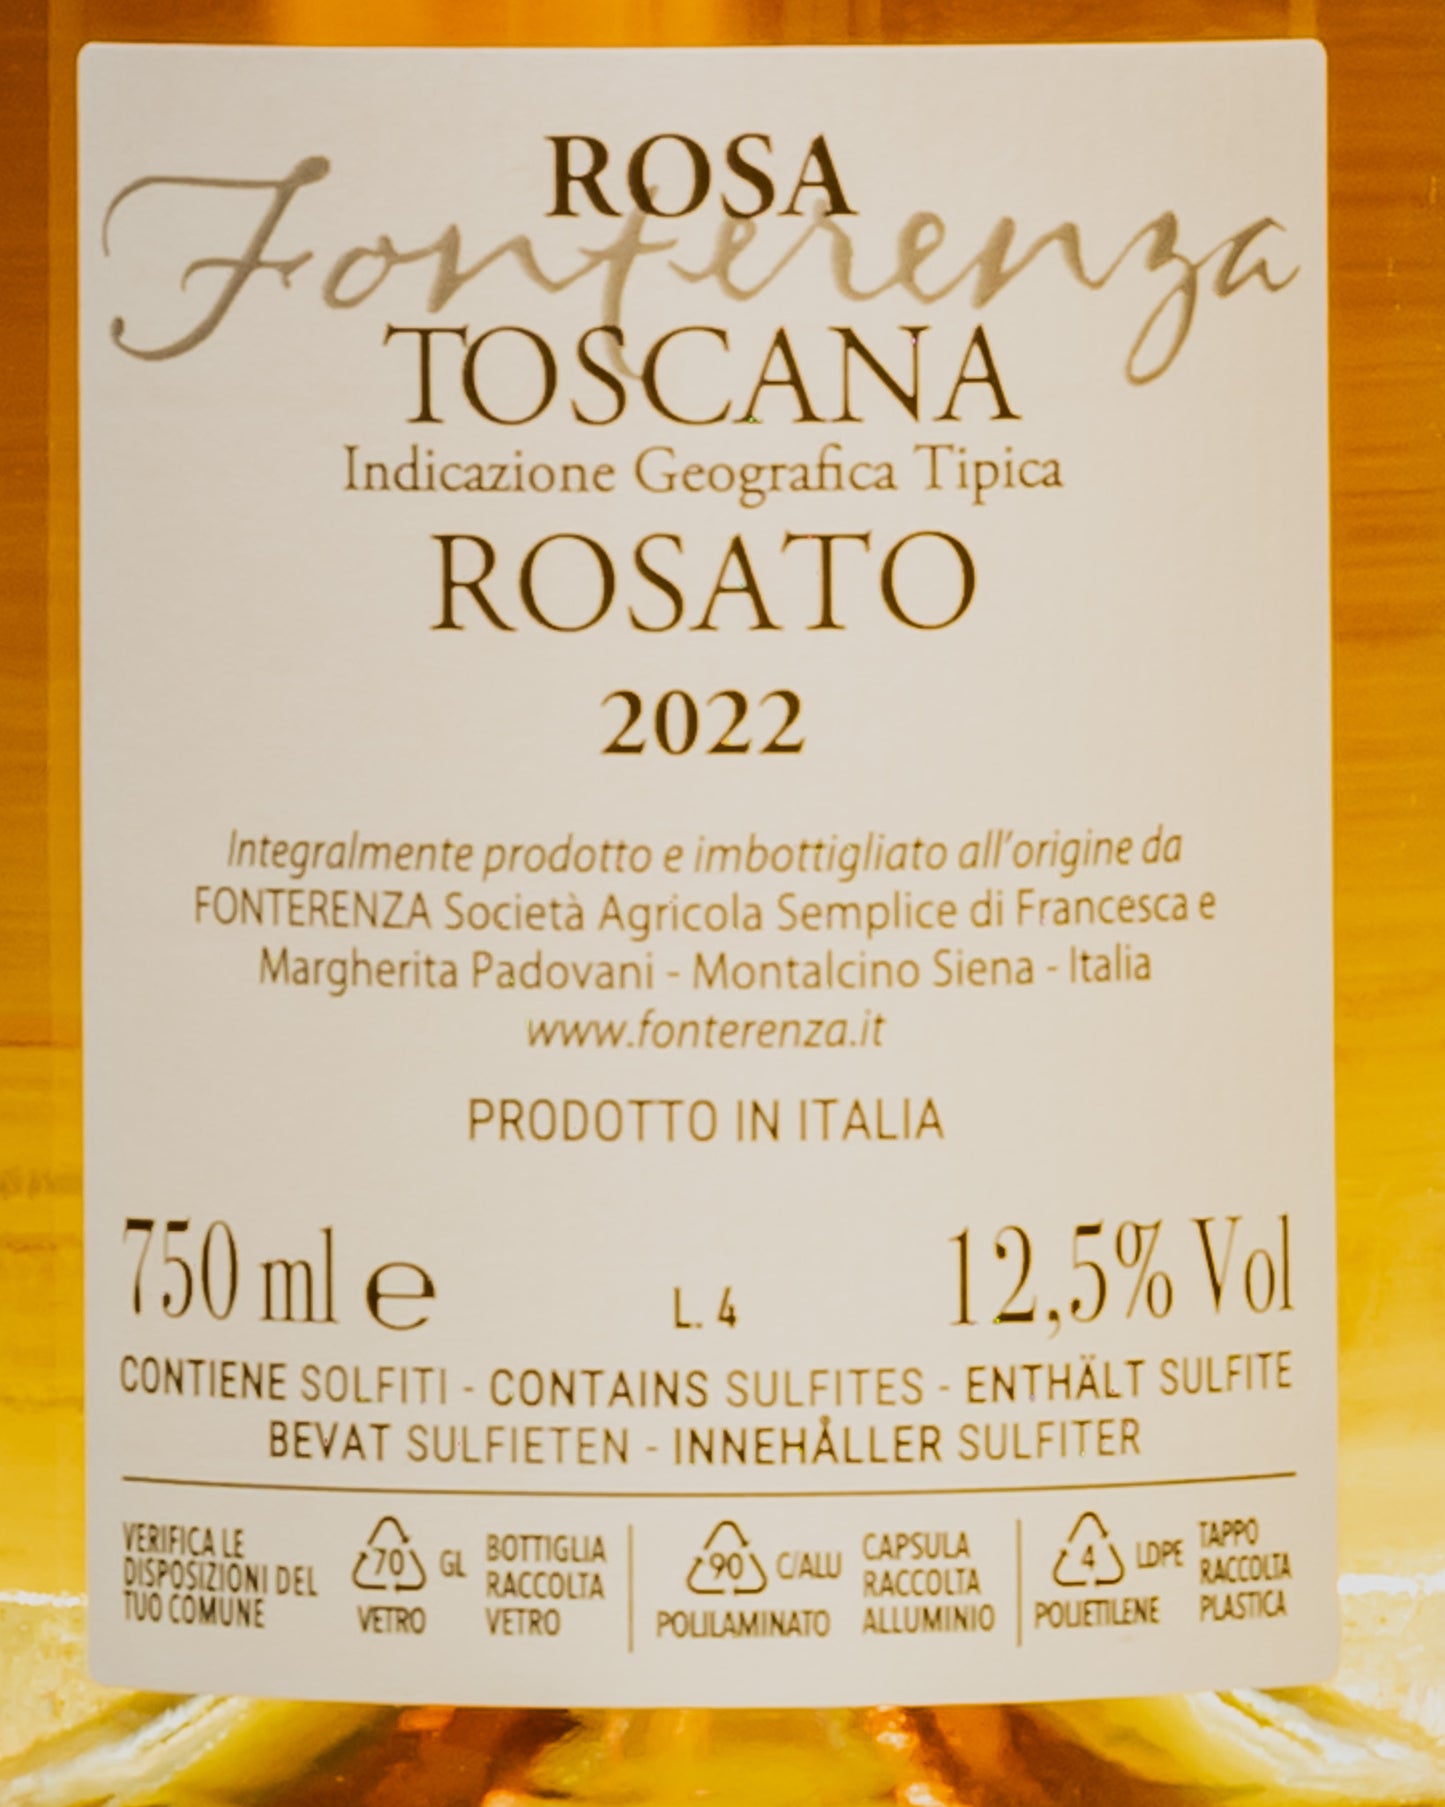 ROSA
Fonterenza
TOSCANA
Indicazione Geografica Tipica
ROSATO
2022
Integralmente prodotto e imbottigliato all'origine da
FONTERENZA Società Agricola Semplice di Francesca e
Margherita Padovani - Montalcino Siena - Italia
www.fonterenza.it
PRODOTTO IN ITALIA
750 ml e
L. 4
12,5% Vol
CONTIENE SOLFITI - CONTAINS SULFITES - ENTHÄLT SULFITE
BEVAT SULFIETEN - INNEHÅLLER SULFITER
VERIFICA LE
DISPOSIZIONI DEL
TUO COMUNE
70 GL
VETRO
BOTTIGLIA
RACCOLTA
VETRO
90 C/ALU
POLILAMINATO
CAPSULA
RACCOLTA
ALLUMINIO
4 LDPE
POLIETILENE
TAPPO
RACCOLTA
PLASTICA